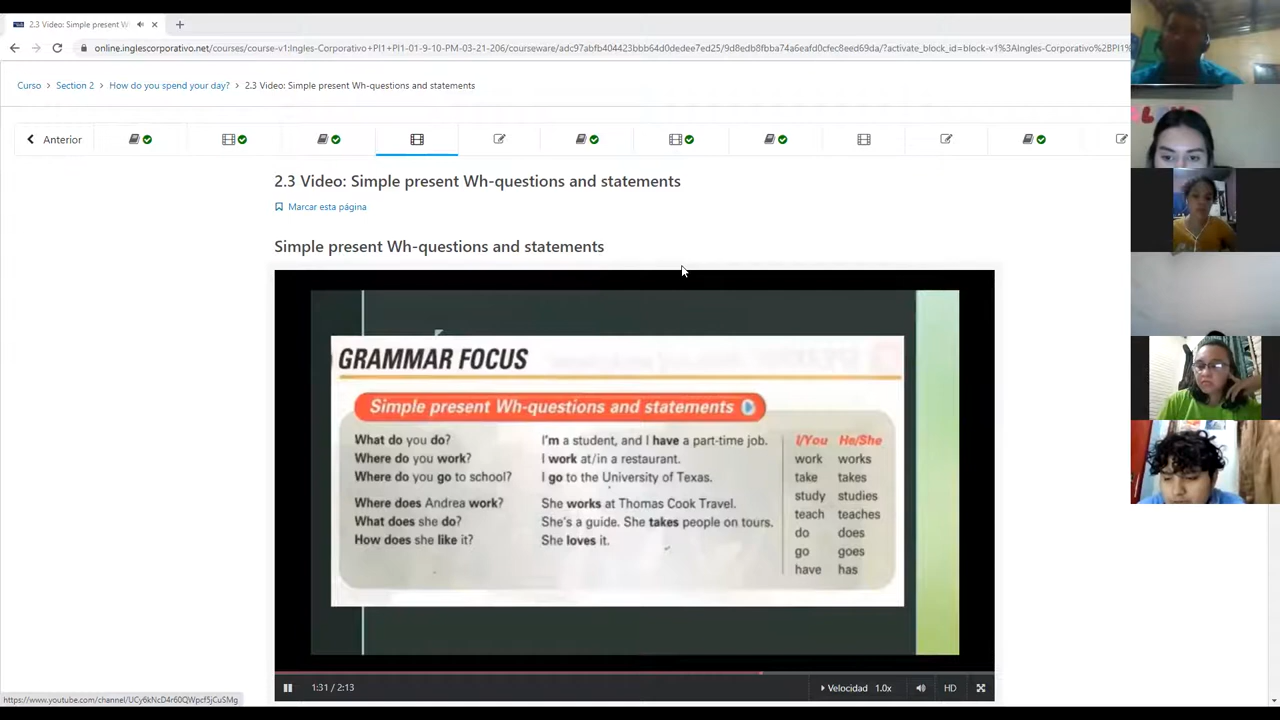 2.3 Video: Simple present W
online.inglescorporativo.net/courses/course-v1:Ingles-Corporativo+PI1+PI1-01-9-10-PM-03-21-206/courseware/adc97abfb404423bbb64d0dedee7ed25/9d8edb8fbba74a6eafd0cfec8eed69da/?activate_block_id=block-v1%3AIngles-Corporativo%2BPI1%
Curso > Section 2 > How do you spend your day? > 2.3 Video: Simple present Wh-questions and statements
Anterior
2.3 Video: Simple present Wh-questions and statements
Marcar esta página
Simple present Wh-questions and statements
GRAMMAR FOCUS
Simple present Wh-questions and statements
What do you do? I'm a student, and I have a part-time job. I/You He/She
Where do you work? I work at/in a restaurant. work works
Where do you go to school? I go to the University of Texas. take takes
study studies
Where does Andrea work? She works at Thomas Cook Travel. teach teaches
What does she do? She's a guide. She takes people on tours. do does
How does she like it? She loves it. go goes
have has
1:31 / 2:13 Velocidad 1.0x HD
https://www.youtube.com/channel/UCy6kNcD4r60QWpcf5jCuSMg